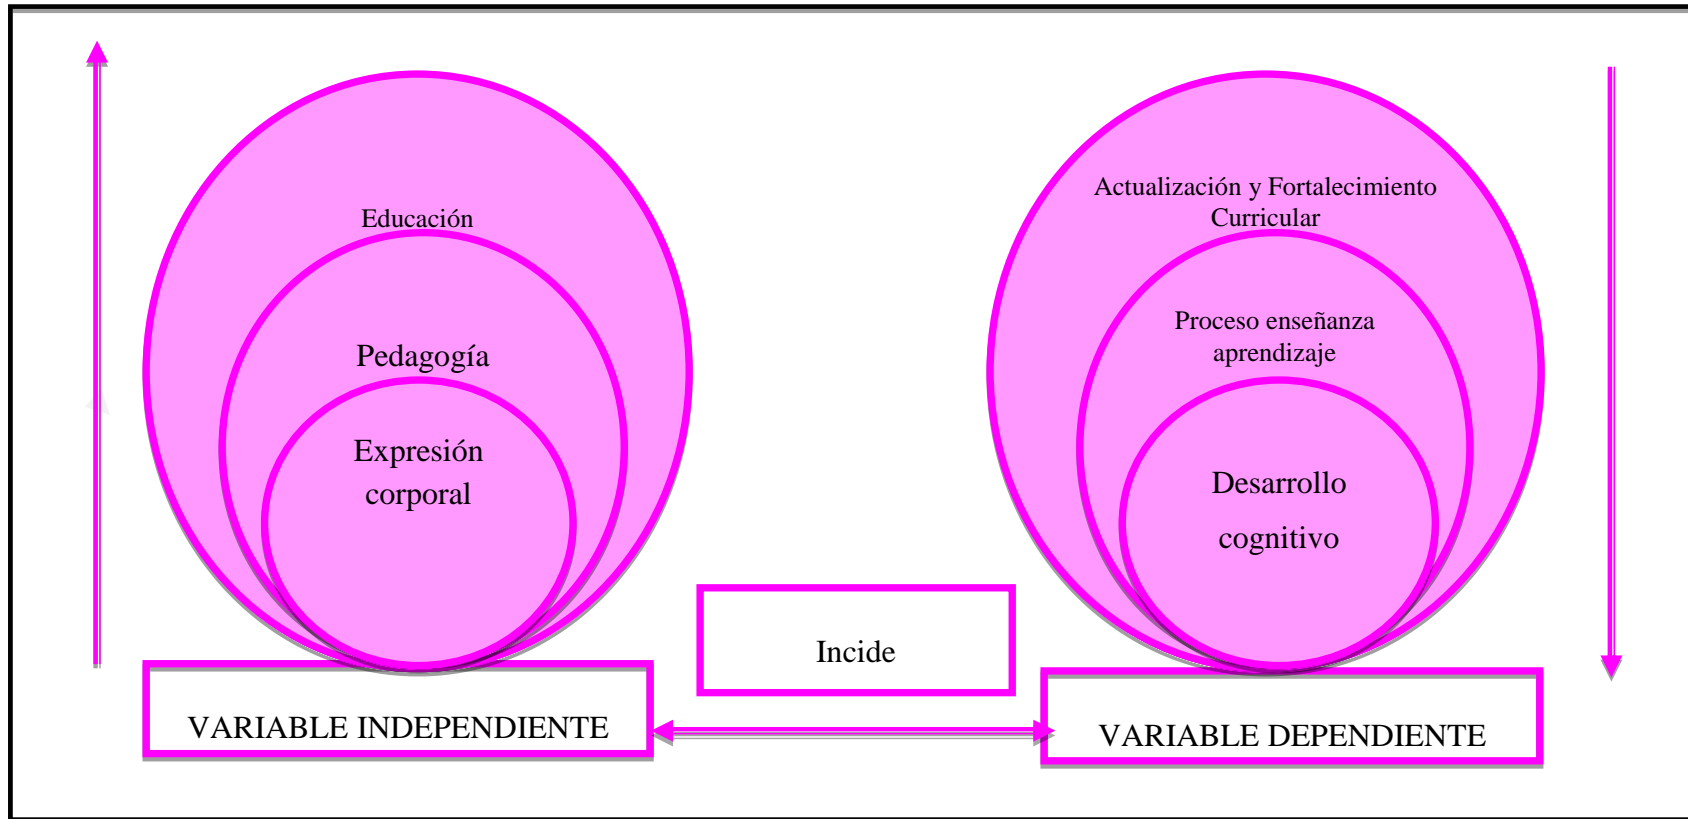 Educación
Pedagogía
Expresión
corporal
Actualización y Fortalecimiento
Curricular
Proceso enseñanza
aprendizaje
Desarrollo
cognitivo
Incide
VARIABLE INDEPENDIENTE
VARIABLE DEPENDIENTE